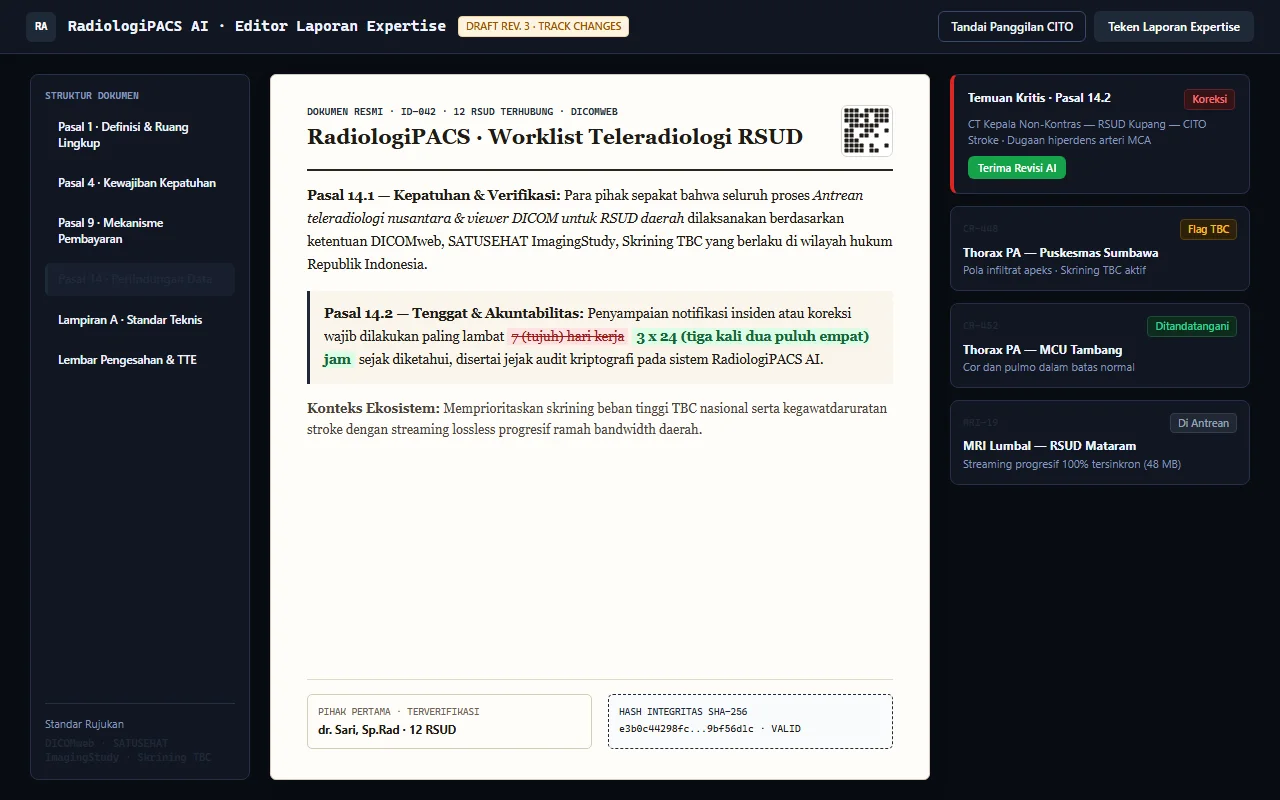 RA
RadiologiPACS AI · Editor Laporan Expertise
DRAFT REV. 3 · TRACK CHANGES
Tandai Panggilan CITO
Teken Laporan Expertise
STRUKTUR DOKUMEN
Pasal 1 · Definisi & Ruang
Lingkup
Pasal 4 · Kewajiban Kepatuhan
Pasal 9 · Mekanisme
Pembayaran
Pasal 14 · Perlindungan Data
Lampiran A · Standar Teknis
Lembar Pengesahan & TTE
Standar Rujukan
DICOMweb · SATUSEHAT
ImagingStudy · Skrining TBC
DOKUMEN RESMI · ID-042 · 12 RSUD TERHUBUNG · DICOMWEB
RadiologiPACS · Worklist Teleradiologi RSUD
Pasal 14.1 — Kepatuhan & Verifikasi: Para pihak sepakat bahwa seluruh proses Antrean
teleradiologi nusantara & viewer DICOM untuk RSUD daerah dilaksanakan berdasarkan
ketentuan DICOMweb, SATUSEHAT ImagingStudy, Skrining TBC yang berlaku di wilayah hukum
Republik Indonesia.
Pasal 14.2 — Tenggat & Akuntabilitas: Penyampaian notifikasi insiden atau koreksi
wajib dilakukan paling lambat 7 (tujuh) hari kerja 3 x 24 (tiga kali dua puluh empat)
jam sejak diketahui, disertai jejak audit kriptografi pada sistem RadiologiPACS AI.
Konteks Ekosistem: Memprioritaskan skrining beban tinggi TBC nasional serta kegawatdaruratan
stroke dengan streaming lossless progresif ramah bandwidth daerah.
PIHAK PERTAMA · TERVERIFIKASI
dr. Sari, Sp.Rad · 12 RSUD
HASH INTEGRITAS SHA-256
e3b0c44298fc...9bf56d1c · VALID
Temuan Kritis · Pasal 14.2
Koreksi
CT Kepala Non-Kontras — RSUD Kupang — CITO
Stroke · Dugaan hiperdens arteri MCA
Terima Revisi AI
CR-448
Flag TBC
Thorax PA — Puskesmas Sumbawa
Pola infiltrat apeks · Skrining TBC aktif
CR-452
Ditandatangani
Thorax PA — MCU Tambang
Cor dan pulmo dalam batas normal
MRI-19
Di Antrean
MRI Lumbal — RSUD Mataram
Streaming progresif 100% tersinkron (48 MB)